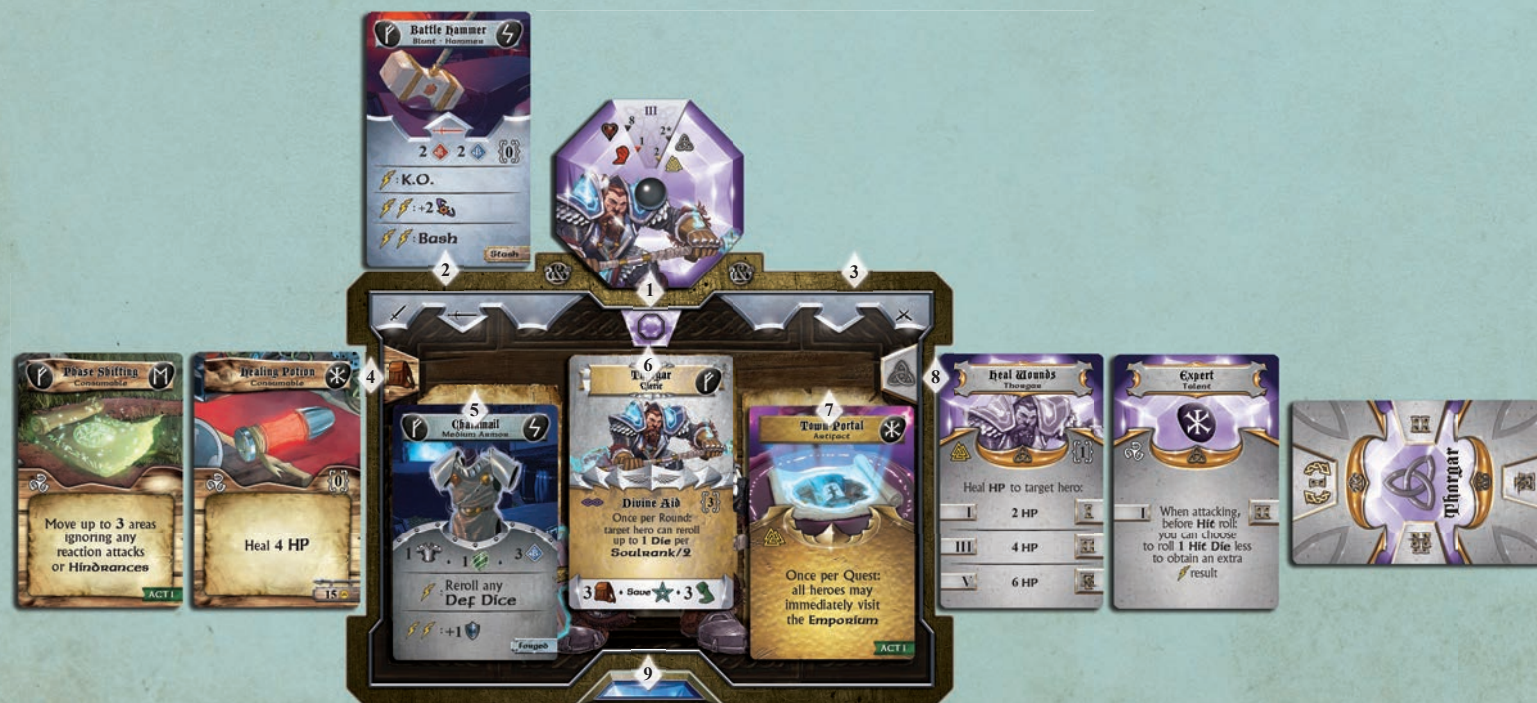 Battle Hammer
Blunt - Hammer
2 2 0
: K.O.
: +2
: Bash
Stash
2
III
8
1
2*
2
1
3
Phase Shifting
Consumable
Move up to 3 areas
ignoring any
reaction attacks
or Hindrances
ACT I
Healing Potion
Consumable
0
Heal 4 HP
15
4
5
Chainmail
Medium Armor
1 · 1 · 3
: Reroll any
Def Dice
: +1
Forged
6
Cleric
Divine Aid
3
Once per Round:
target hero can reroll
up to 1 Die per
Soulrank/2
3 · Save · 3
7
Town Portal
Artifact
Once per Quest:
all heroes may
immediately visit
the Emporium
ACT I
8
Heal Wounds
Thorgar
1
Heal HP to target hero:
I 2 HP I
III 4 HP II
V 6 HP
Expert
Talent
I When attacking, II
before Hit roll:
you can choose
to roll 1 Hit Die less
to obtain an extra
result
Thorgar
9